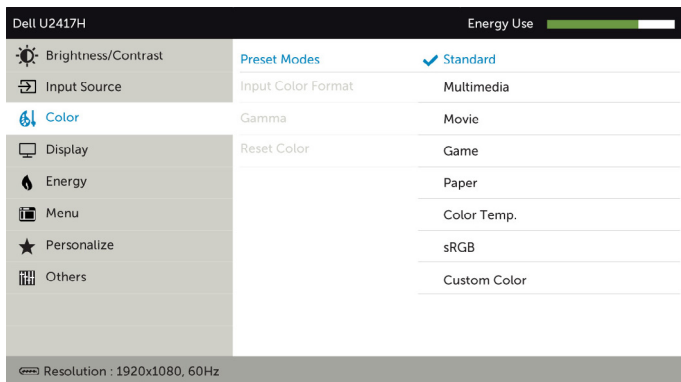 Dell U2417H Energy Use
Brightness/Contrast Preset Modes Standard
Input Source Input Color Format Multimedia
Color Gamma Movie
Display Reset Color Game
Energy Paper
Menu Color Temp.
Personalize sRGB
Others Custom Color
Resolution : 1920x1080, 60Hz